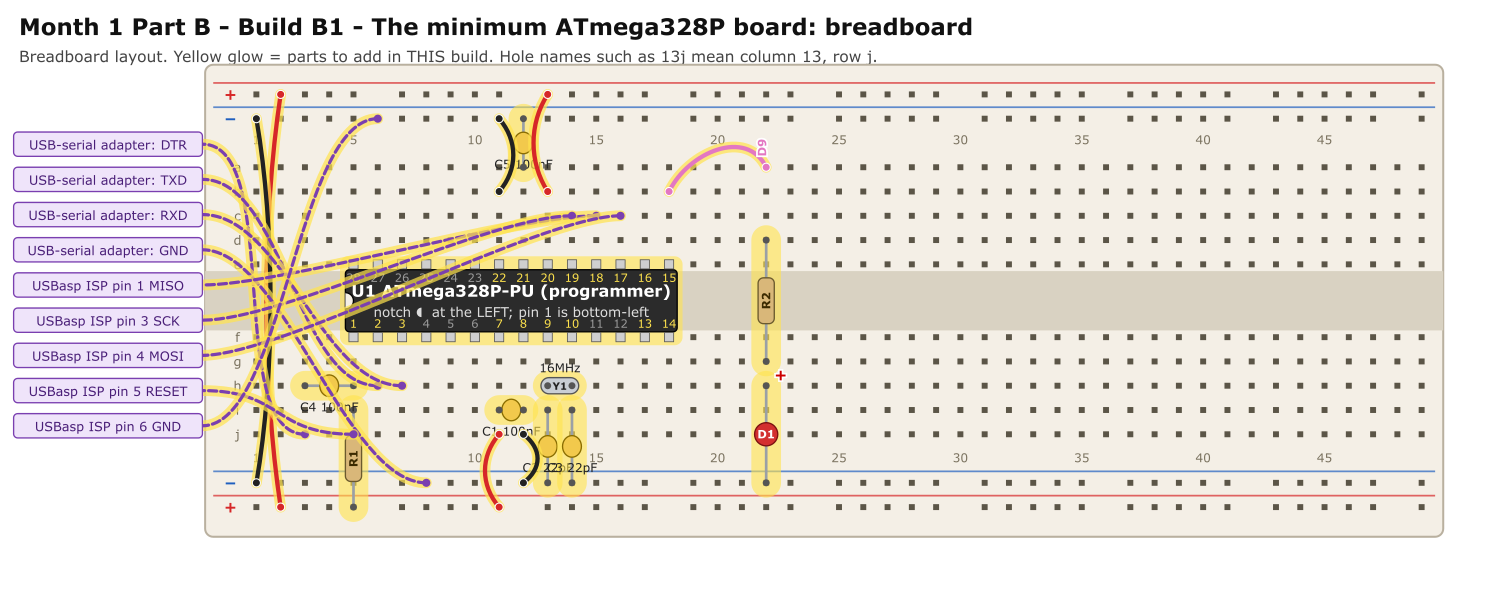 Month 1 Part B - Build B1 - The minimum ATmega328P board: breadboard
Breadboard layout. Yellow glow = parts to add in THIS build. Hole names such as 13j mean column 13, row j.
+
−
USB-serial adapter: DTR
USB-serial adapter: TXD
USB-serial adapter: RXD
USB-serial adapter: GND
USBasp ISP pin 1 MISO
USBasp ISP pin 3 SCK
USBasp ISP pin 4 MOSI
USBasp ISP pin 5 RESET
USBasp ISP pin 6 GND
5 10 15 20 25 30 35 40 45
C5 100nF
D9
c
d
27 26 24 23 22 21 20 19 18 17 16 15
U1 ATmega328P-PU (programmer)
notch ◖ at the LEFT; pin 1 is bottom-left
1 2 3 4 5 6 7 8 9 10 11 12 13 14
R2
f
g
h
j
16MHz
Y1
+
C4 100nF
C1 100nF
D1
R1
C3 22pF
5 10 15 20 25 30 35 40 45
−
+